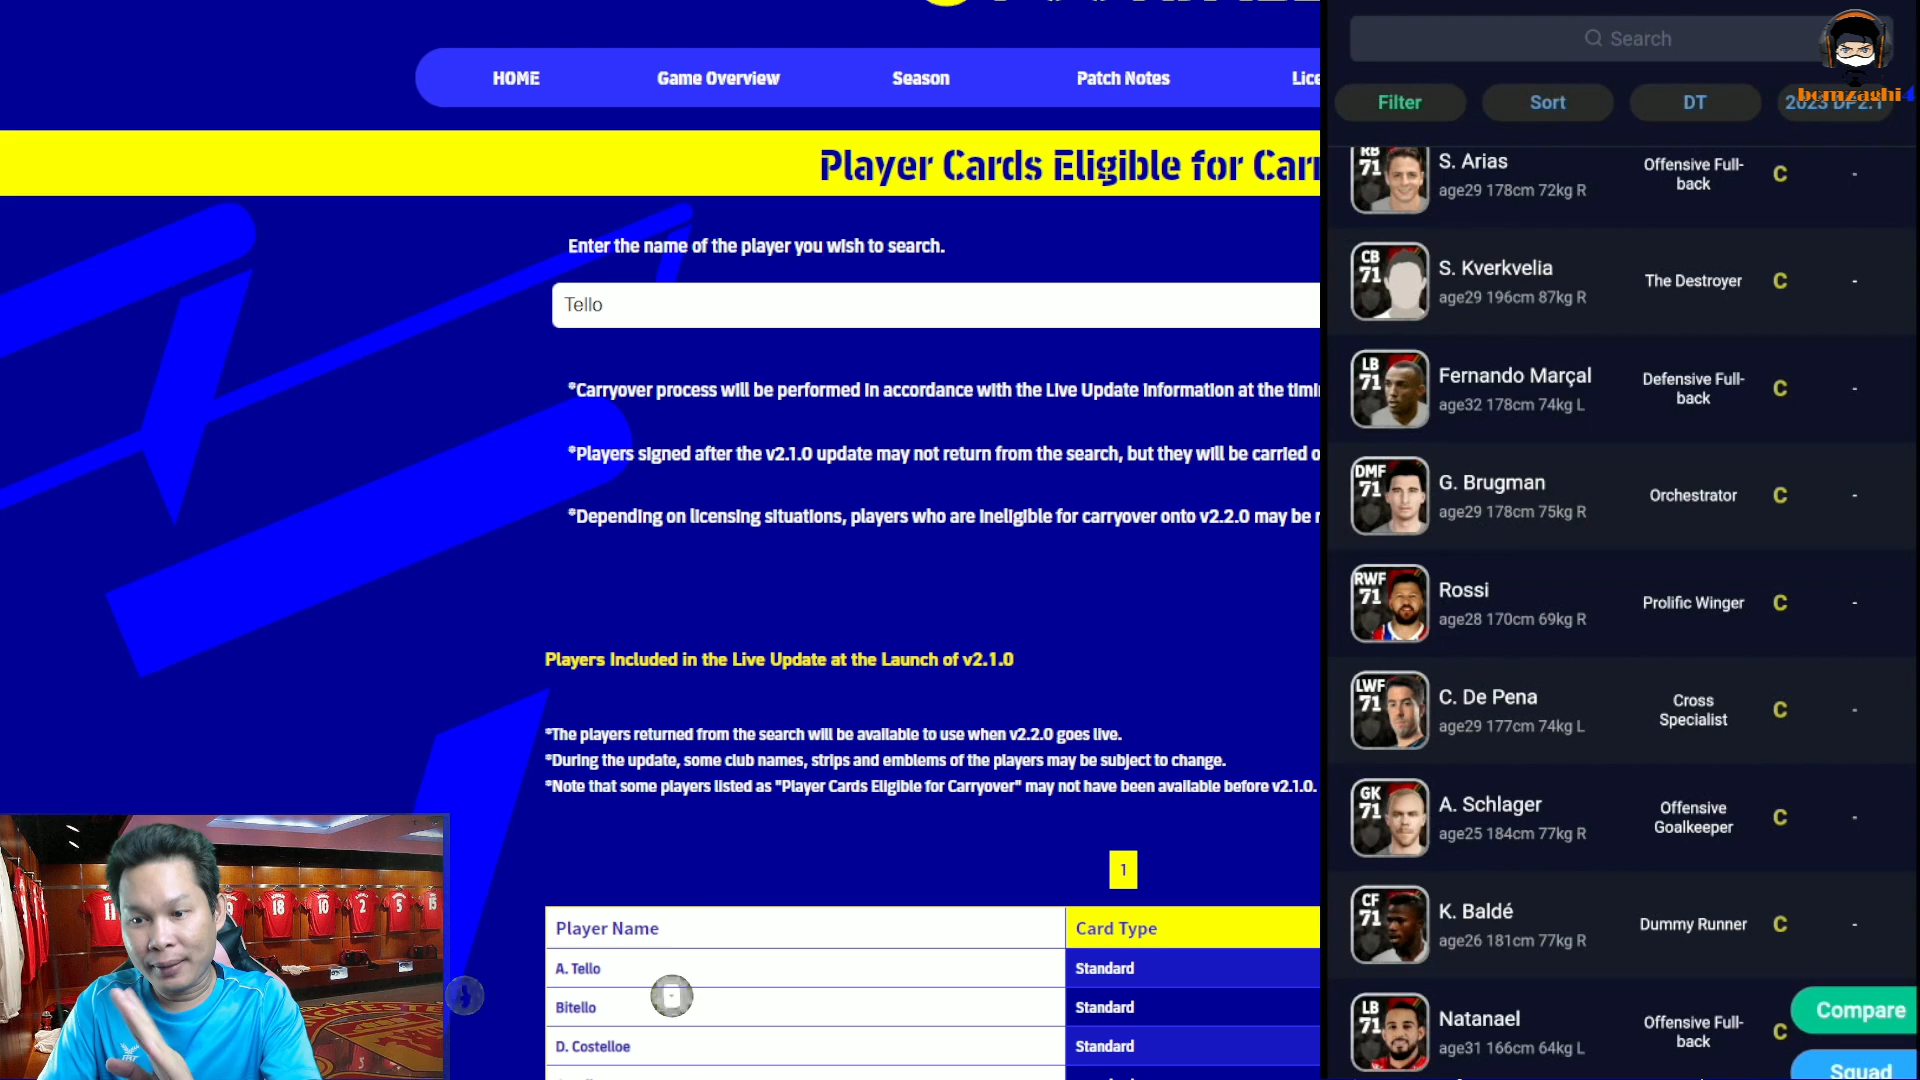 HOME
Game Overview
Season
Patch Notes
Player Cards Eligible for
Enter the name of the player you wish to search.
Tello
*Carryover process will be performed in accordance with the Live Update Information at the
*Players signed after the v2.1.0 update may not return from the search, but they will be carried
*Depending on licensing situations, players who are ineligible for carryover onto v2.2.0 may be
Players Included in the Live Update at the Launch of v2.1.0
*The players returned from the search will be available to use when v2.2.0 goes live.
*During the update, some club names, strips and emblems of the players may be subject to change.
*Note that some players listed as "Player Cards Eligible for Carryover" may not have been available before v2.1.0.
1
Player Name
Card Type
A. Tello
Standard
Bitello
Standard
D. Costelloe
Standard
Search
bemzaghi4
Filter
Sort
DT
2023 DP2.1
RB
71
S. Arias
age29 178cm 72kg R
Offensive Full-
back
C
-
CB
71
S. Kverkvelia
age29 196cm 87kg R
The Destroyer
C
-
LB
71
Fernando Marçal
age32 178cm 74kg L
Defensive Full-
back
C
-
DMF
71
G. Brugman
age29 178cm 75kg R
Orchestrator
C
-
RWF
71
Rossi
age28 170cm 69kg R
Prolific Winger
C
-
LWF
71
C. De Pena
age29 177cm 74kg L
Cross
Specialist
C
-
GK
71
A. Schlager
age25 184cm 77kg R
Offensive
Goalkeeper
C
-
CF
71
K. Baldé
age26 181cm 77kg R
Dummy Runner
C
-
LB
71
Natanael
age31 166cm 64kg L
Offensive Full-
back
C
Compare
Squad
11
9
18
10
2
5
15